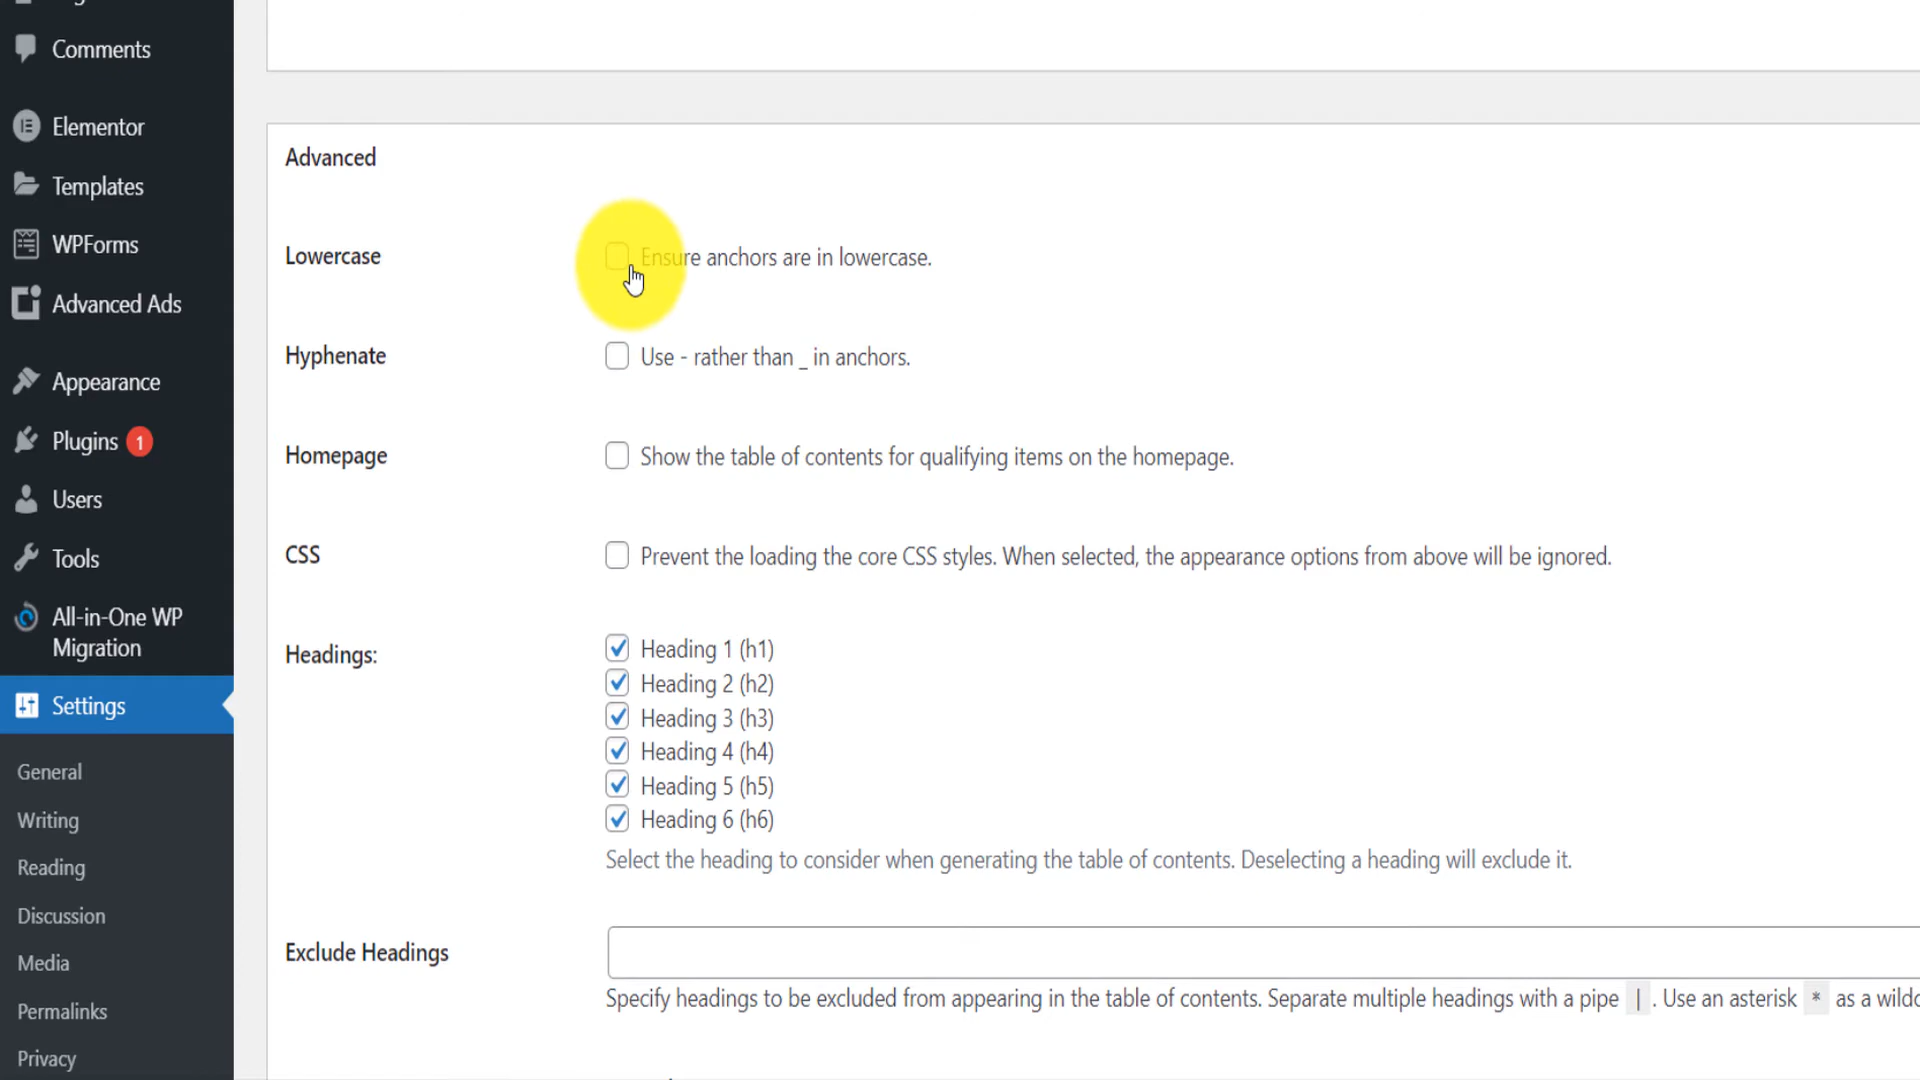 Comments
Elementor
Templates
WPForms
Advanced Ads
Appearance
Plugins 1
Users
Tools
All-in-One WP
Migration
Settings
General
Writing
Reading
Discussion
Media
Permalinks
Privacy
Advanced
Lowercase
Ensure anchors are in lowercase.
Hyphenate
Use - rather than _ in anchors.
Homepage
Show the table of contents for qualifying items on the homepage.
CSS
Prevent the loading the core CSS styles. When selected, the appearance options from above will be ignored.
Headings:
Heading 1 (h1)
Heading 2 (h2)
Heading 3 (h3)
Heading 4 (h4)
Heading 5 (h5)
Heading 6 (h6)
Select the heading to consider when generating the table of contents. Deselecting a heading will exclude it.
Exclude Headings
Specify headings to be excluded from appearing in the table of contents. Separate multiple headings with a pipe | . Use an asterisk * as a